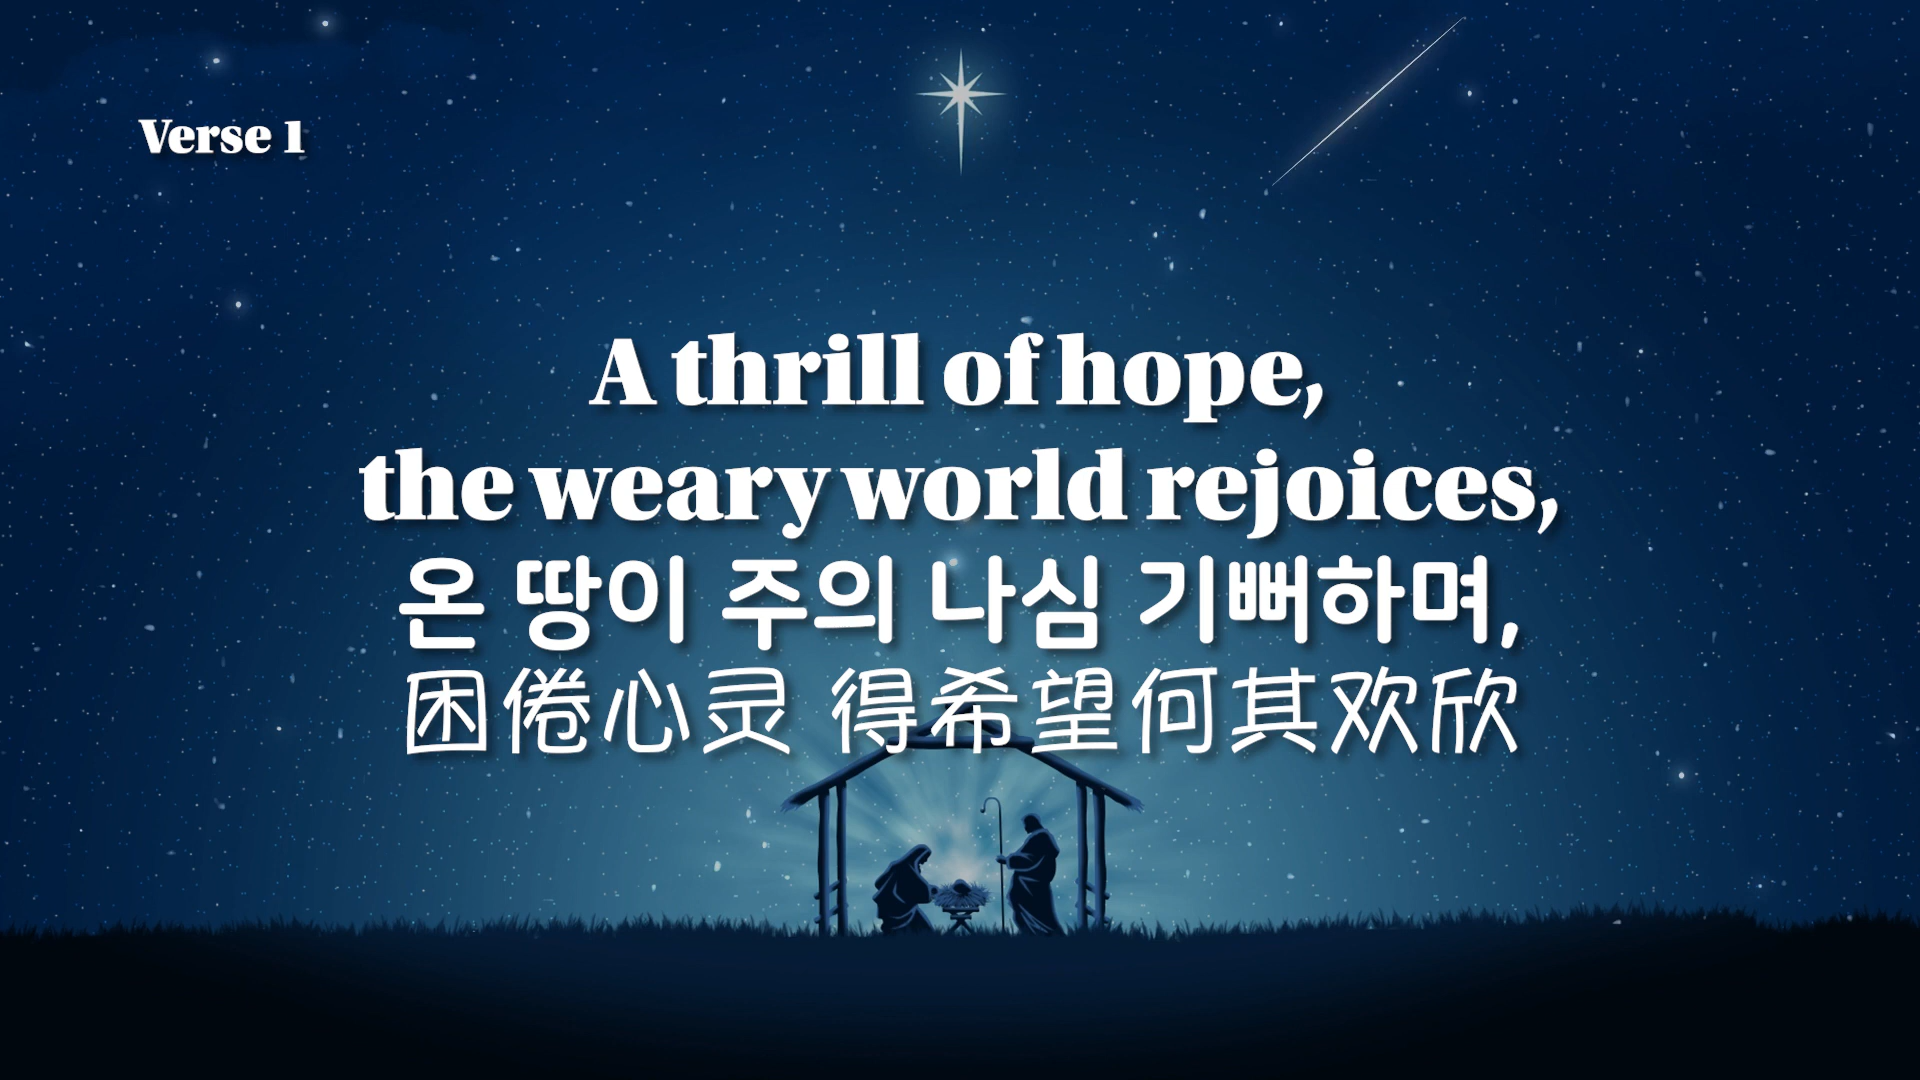 Verse 1
A thrill of hope,
the weary world rejoices,
온 땅이 주의 나심 기뻐하며,
困倦心灵 得希望何其欢欣